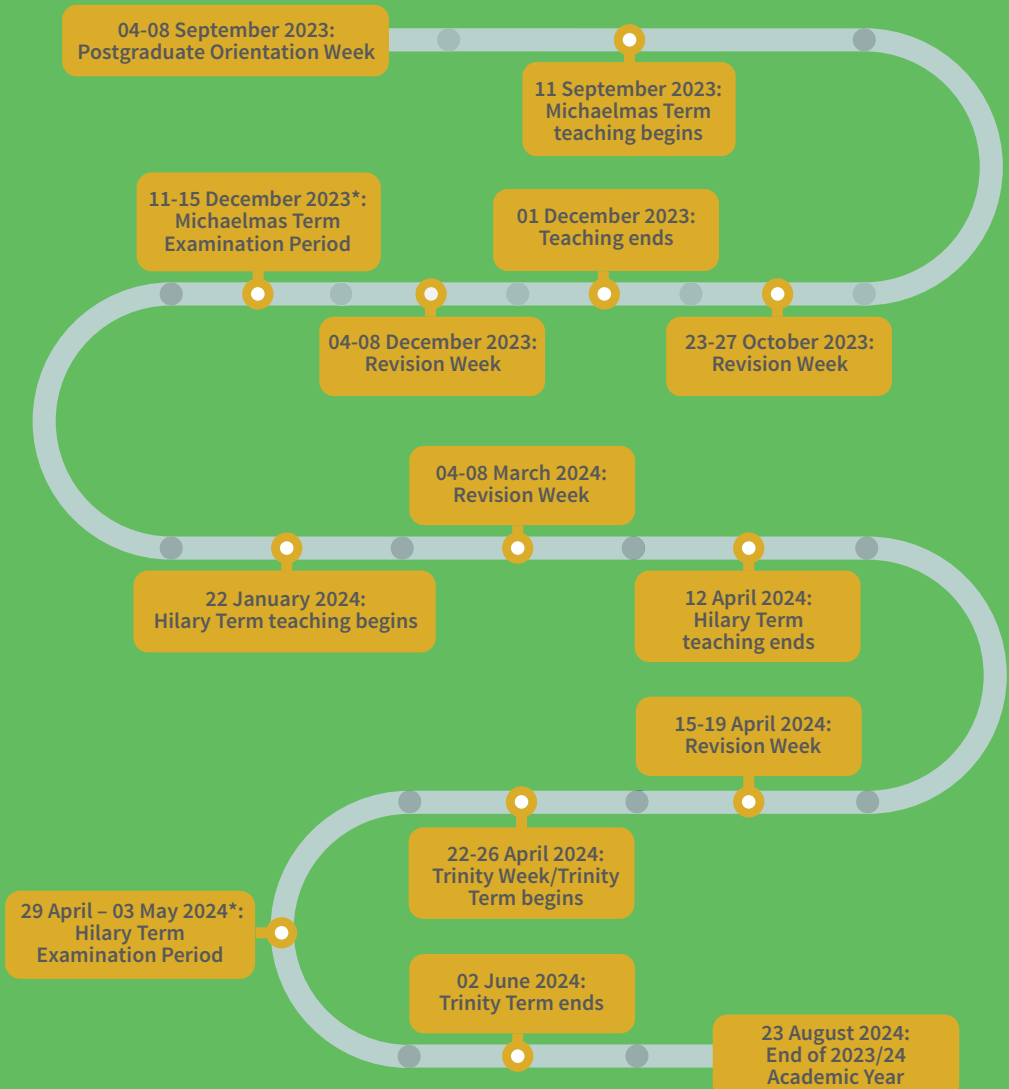 04-08 September 2023:
Postgraduate Orientation Week
11 September 2023:
Michaelmas Term
teaching begins
23-27 October 2023:
Revision Week
01 December 2023:
Teaching ends
04-08 December 2023:
Revision Week
11-15 December 2023*:
Michaelmas Term
Examination Period
22 January 2024:
Hilary Term teaching begins
04-08 March 2024:
Revision Week
12 April 2024:
Hilary Term
teaching ends
15-19 April 2024:
Revision Week
22-26 April 2024:
Trinity Week/Trinity
Term begins
29 April – 03 May 2024*:
Hilary Term
Examination Period
02 June 2024:
Trinity Term ends
23 August 2024:
End of 2023/24
Academic Year